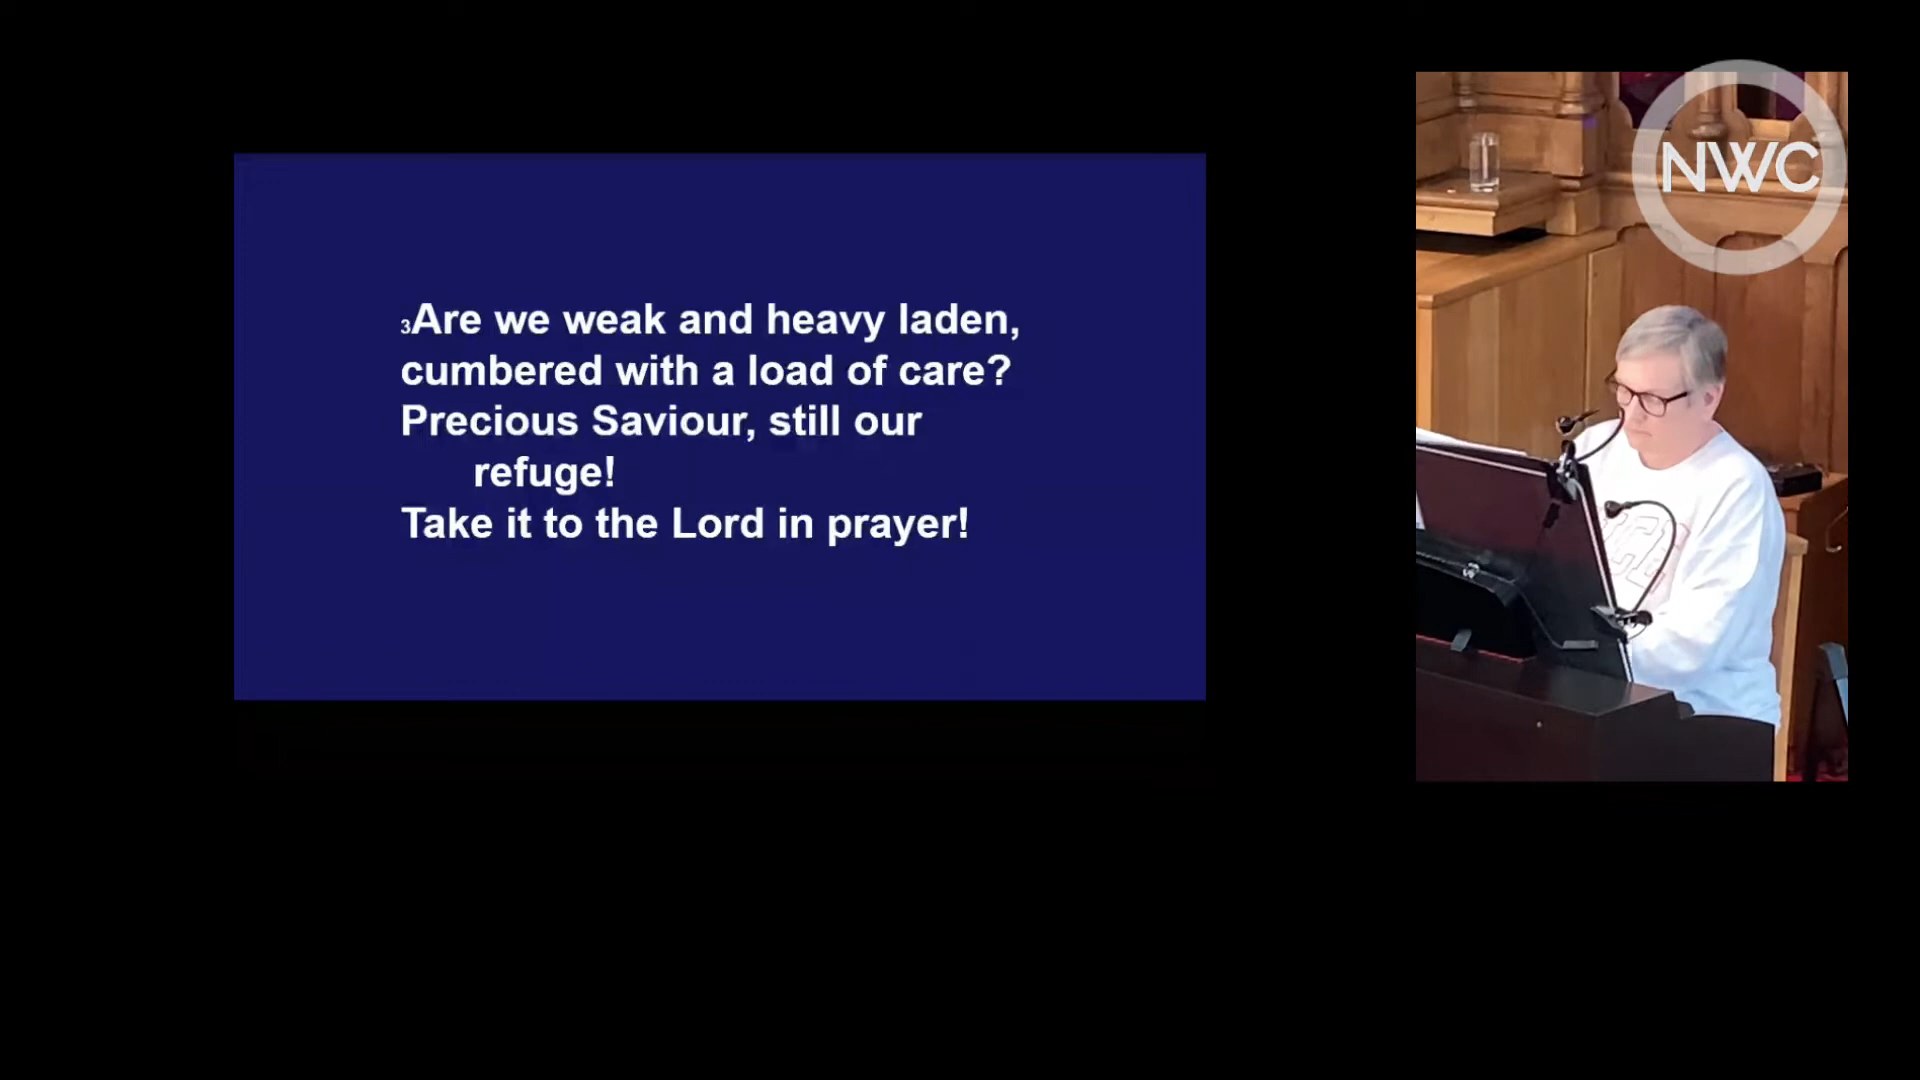 3Are we weak and heavy laden,
cumbered with a load of care?
Precious Saviour, still our
refuge!
Take it to the Lord in prayer!
NWC